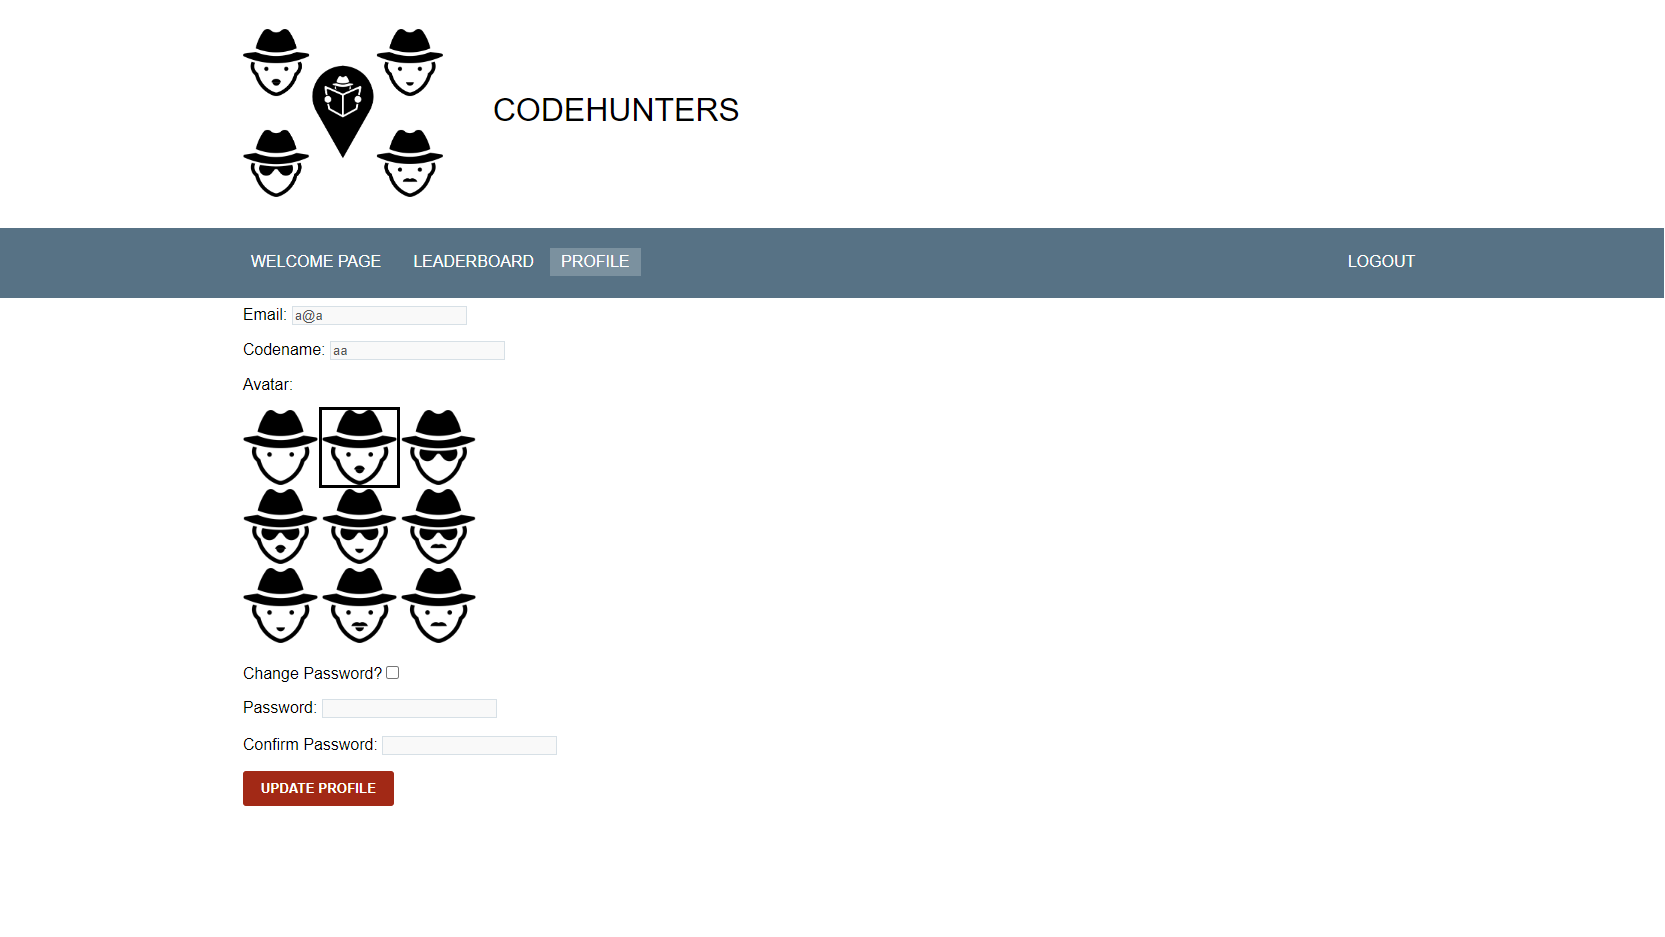 CODEHUNTERS
WELCOME PAGE LEADERBOARD PROFILE LOGOUT
Email: a@a
Codename: aa
Avatar:
Change Password?
Password:
Confirm Password:
UPDATE PROFILE